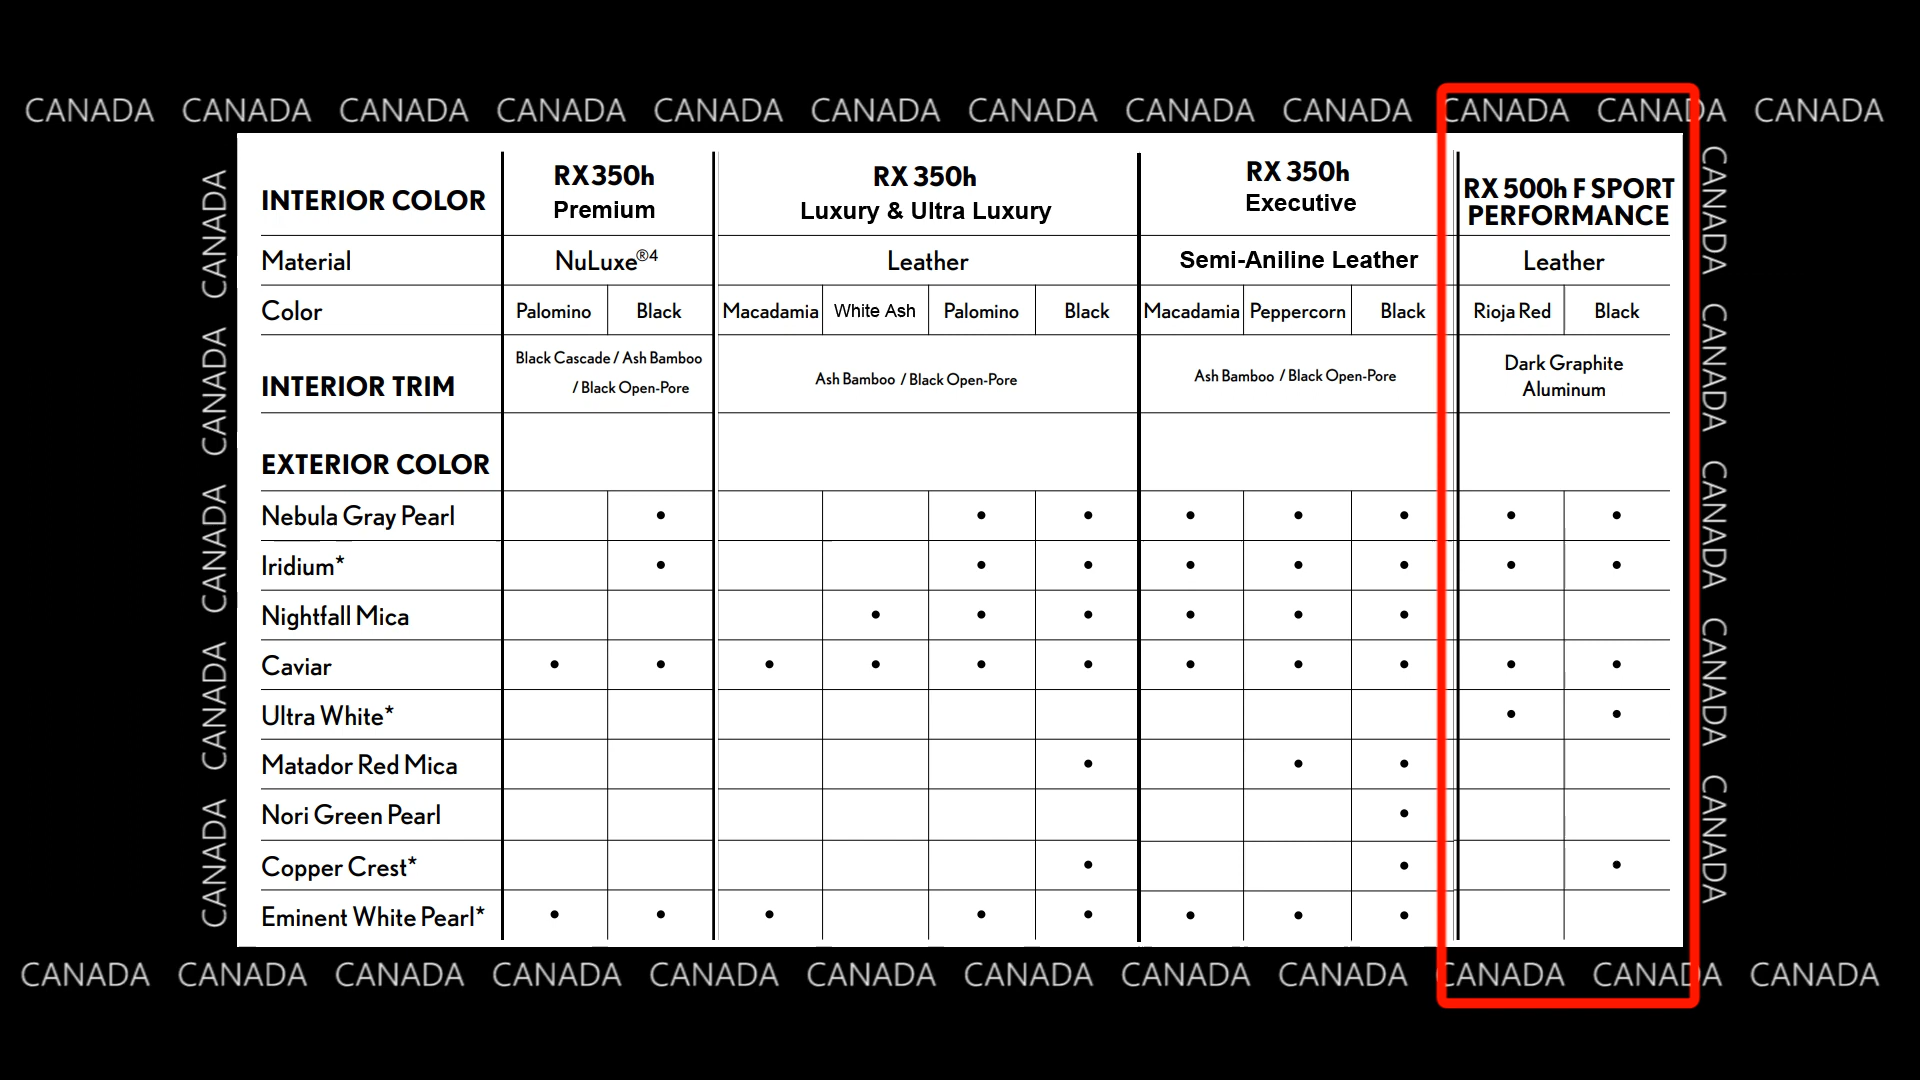 CANADA CANADA CANADA CANADA CANADA CANADA CANADA CANADA CANADA CANADA CANADA CANADA
CANADA CANADA CANADA CANADA CANADA
INTERIOR COLOR RX350h Premium RX 350h Luxury & Ultra Luxury RX 350h Executive RX 500h F SPORT PERFORMANCE
Material NuLuxe®4 Leather Semi-Aniline Leather Leather
Color Palomino Black Macadamia White Ash Palomino Black Macadamia Peppercorn Black Rioja Red Black
INTERIOR TRIM Black Cascade / Ash Bamboo / Black Open-Pore Ash Bamboo / Black Open-Pore Ash Bamboo / Black Open-Pore Dark Graphite Aluminum
EXTERIOR COLOR
Nebula Gray Pearl • • • • • • • •
Iridium* • • • • • • • •
Nightfall Mica • • • • • •
Caviar • • • • • • • • • • •
Ultra White* • •
Matador Red Mica • • •
Nori Green Pearl •
Copper Crest* • • •
Eminent White Pearl* • • • • • • • •
CANADA CANADA CANADA CANADA CANADA
CANADA CANADA CANADA CANADA CANADA CANADA CANADA CANADA CANADA CANADA CANADA CANADA